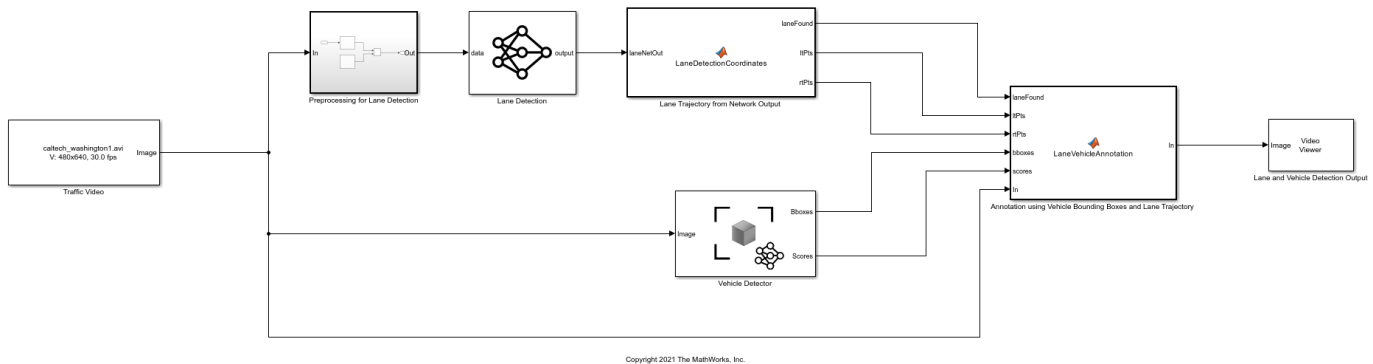 caltech_washington1.avi
V: 480x640, 30.0 fps
Image
Traffic Video
In
Out
Preprocessing for Lane Detection
data
output
Lane Detection
laneNetOut
LaneDetectionCoordinates
laneFound
ltPts
rtPts
Lane Trajectory from Network Output
Image
Bboxes
Scores
Vehicle Detector
laneFound
ltPts
rtPts
bboxes
scores
In
LaneVehicleAnnotation
In
Annotation using Vehicle Bounding Boxes and Lane Trajectory
Image
Video
Viewer
Lane and Vehicle Detection Output
Copyright 2021 The MathWorks, Inc.